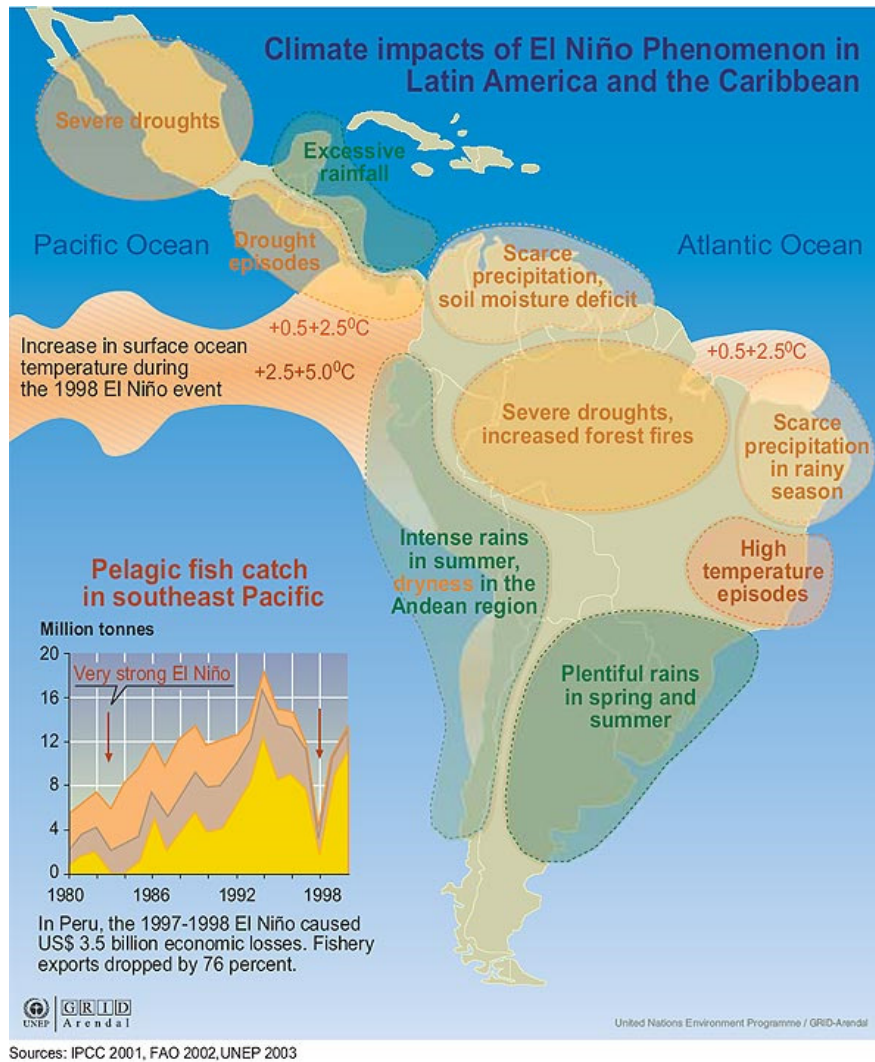 Climate impacts of El Niño Phenomenon in
Latin America and the Caribbean
Severe droughts
Excessive
rainfall
Pacific Ocean
Drought
episodes
Scarce
precipitation,
soil moisture deficit
Atlantic Ocean
+0.5+2.5⁰C
Increase in surface ocean
temperature during
the 1998 El Niño event
+2.5+5.0⁰C
+0.5+2.5⁰C
Severe droughts,
increased forest fires
Scarce
precipitation
in rainy
season
Intense rains
in summer,
dryness in the
Andean region
High
temperature
episodes
Plentiful rains
in spring and
summer
Pelagic fish catch
in southeast Pacific
Million tonnes
20
Very strong El Niño
16
12
8
4
0
1980 1986 1992 1998
In Peru, the 1997-1998 El Niño caused
US$ 3.5 billion economic losses. Fishery
exports dropped by 76 percent.
UNEP
GRID
Arendal
United Nations Environment Programme / GRID-Arendal
Sources: IPCC 2001, FAO 2002,UNEP 2003